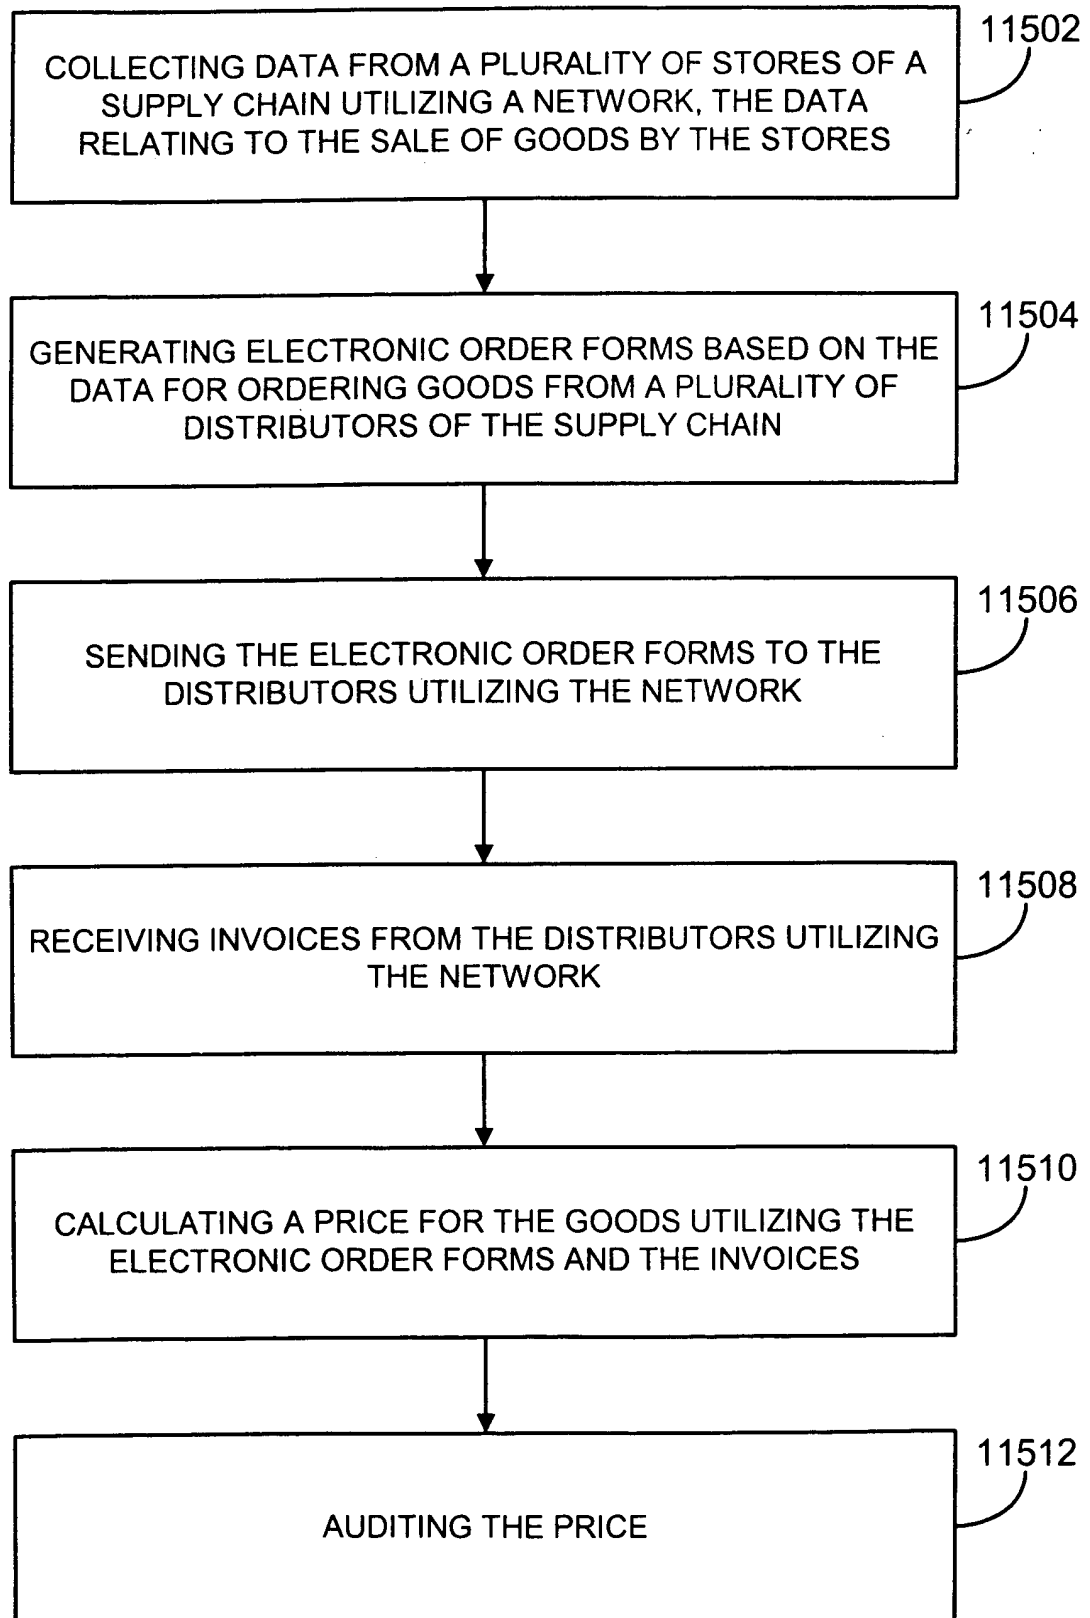 11502
COLLECTING DATA FROM A PLURALITY OF STORES OF A
SUPPLY CHAIN UTILIZING A NETWORK, THE DATA
RELATING TO THE SALE OF GOODS BY THE STORES
11504
GENERATING ELECTRONIC ORDER FORMS BASED ON THE
DATA FOR ORDERING GOODS FROM A PLURALITY OF
DISTRIBUTORS OF THE SUPPLY CHAIN
11506
SENDING THE ELECTRONIC ORDER FORMS TO THE
DISTRIBUTORS UTILIZING THE NETWORK
11508
RECEIVING INVOICES FROM THE DISTRIBUTORS UTILIZING
THE NETWORK
11510
CALCULATING A PRICE FOR THE GOODS UTILIZING THE
ELECTRONIC ORDER FORMS AND THE INVOICES
11512
AUDITING THE PRICE